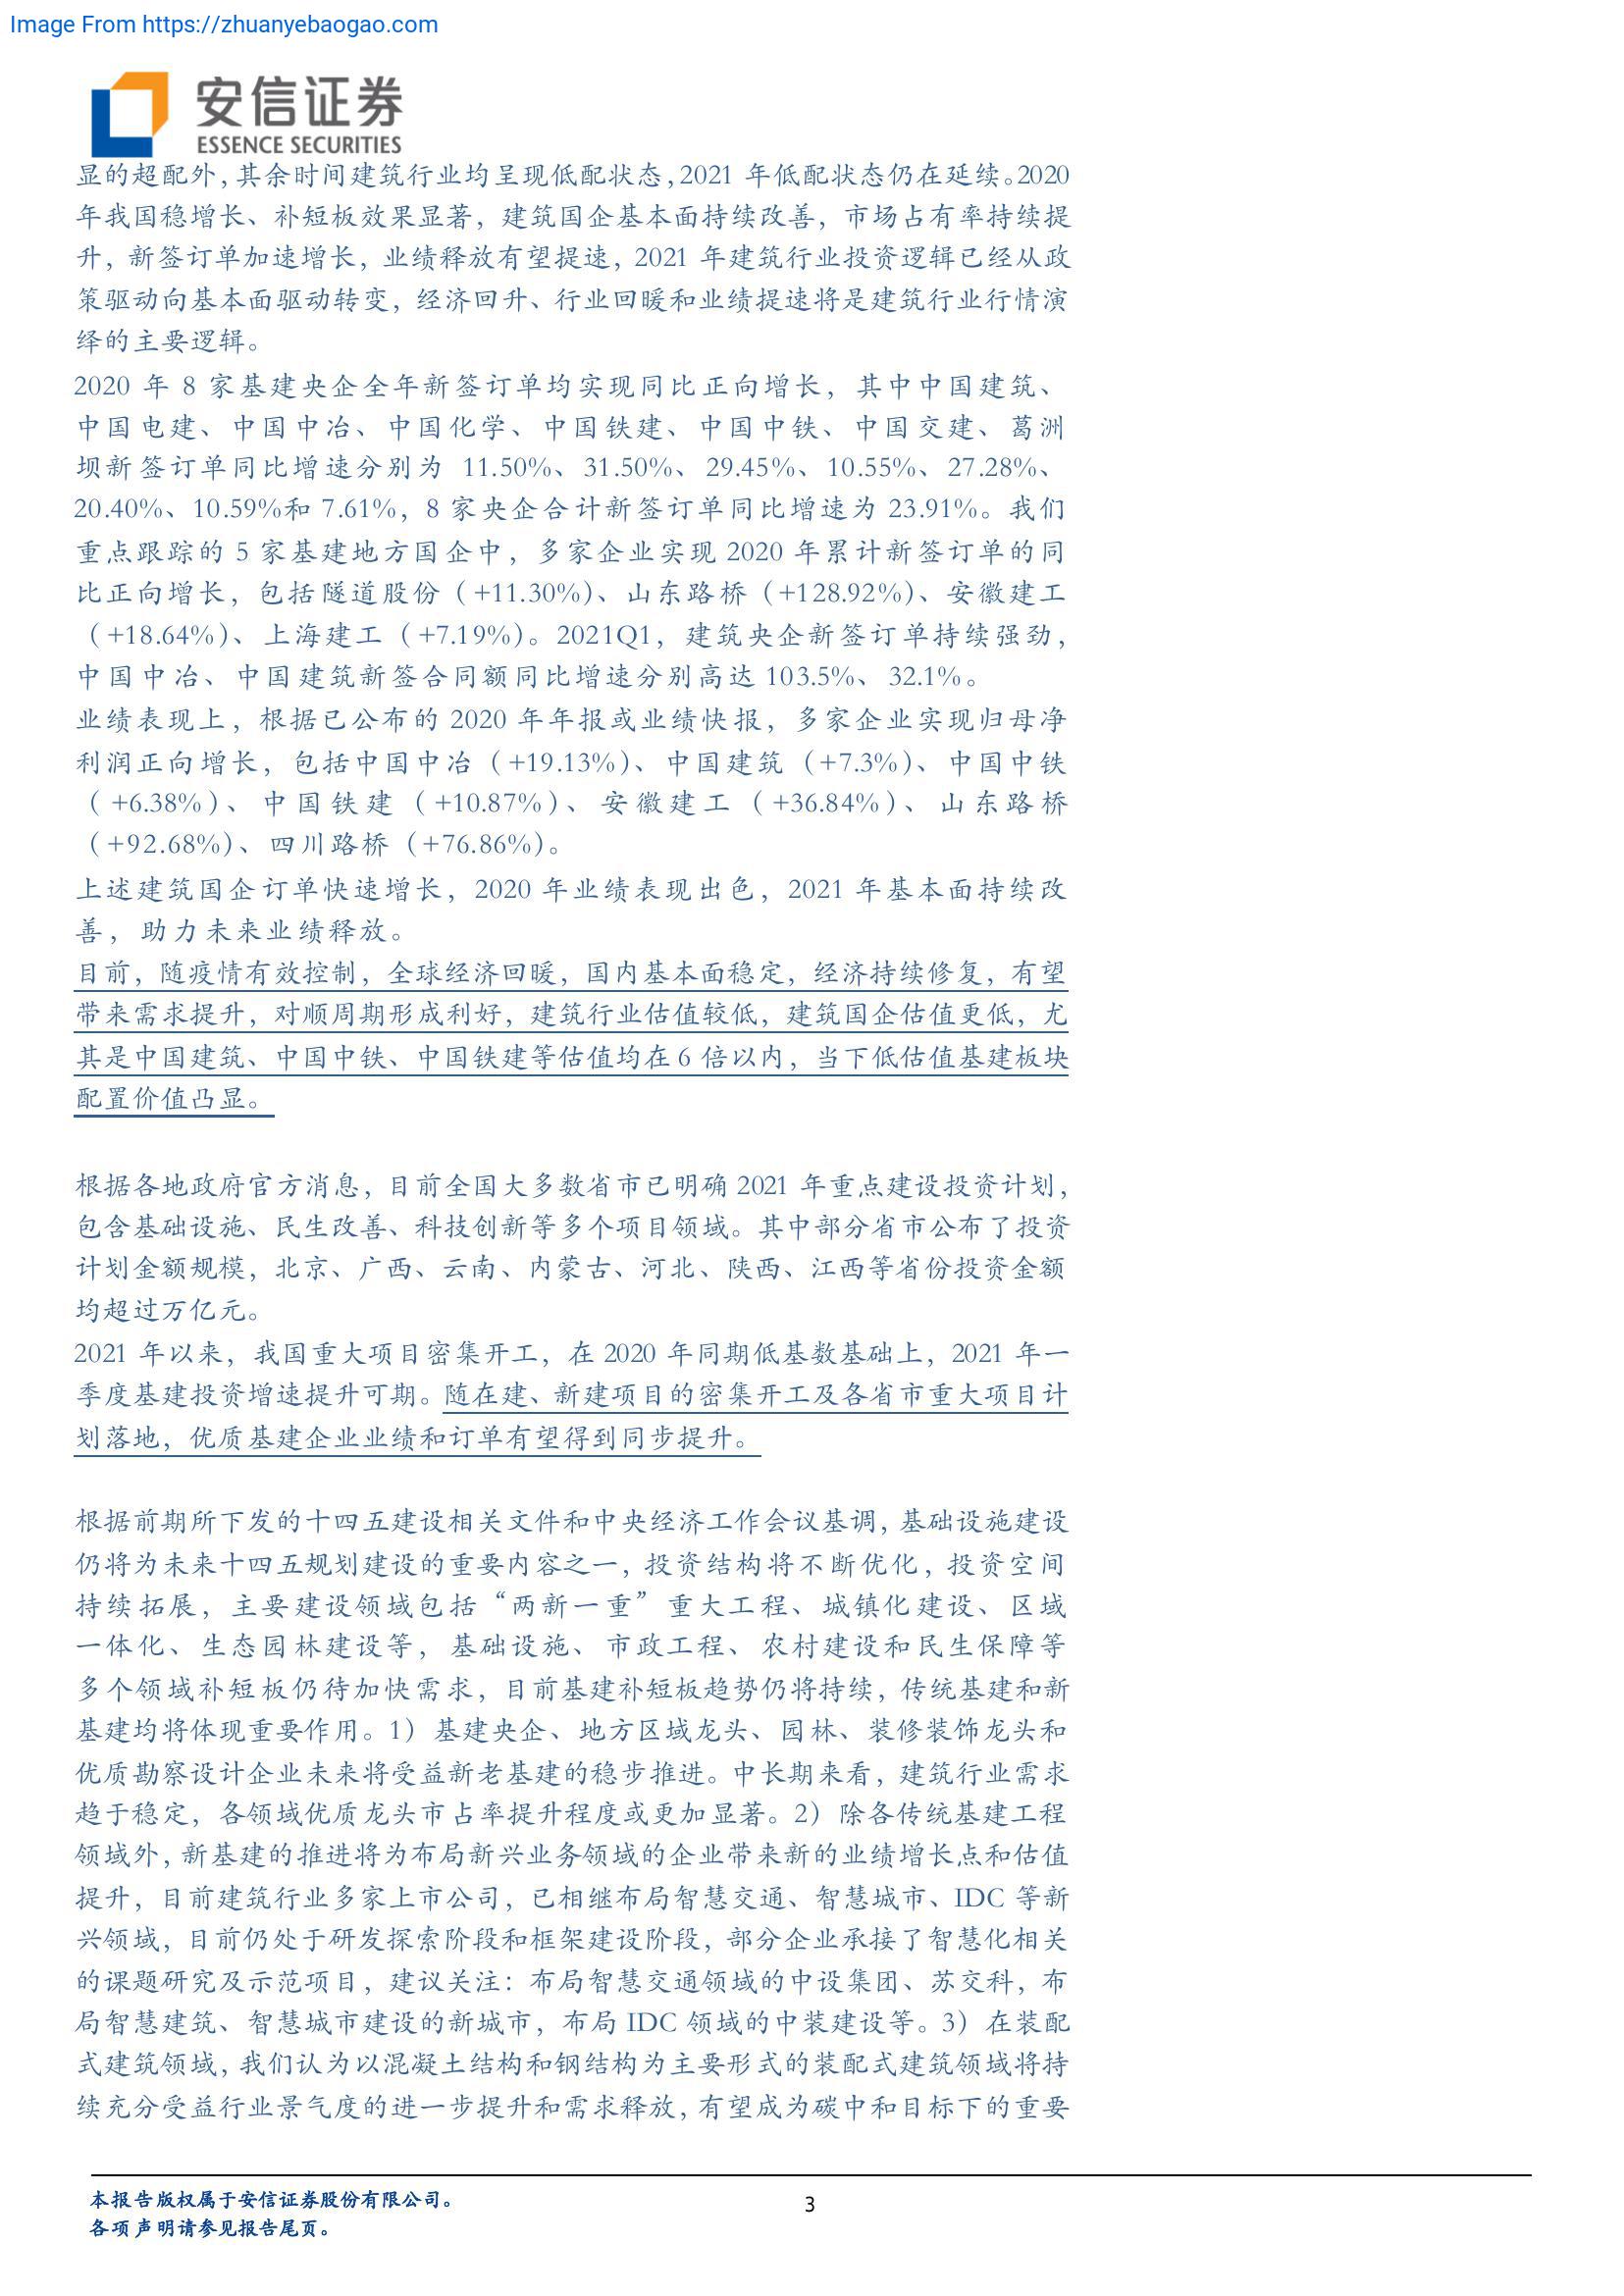 Image From https://zhuanyebaogao.com
安信证券
ESSENCE SECURITIES
显的超配外，其余时间建筑行业均呈现低配状态，2021 年低配状态仍在延续。2020
年我国稳增长、补短板效果显著，建筑国企基本面持续改善，市场占有率持续提
升，新签订单加速增长，业绩释放有望提速，2021 年建筑行业投资逻辑已经从政
策驱动向基本面驱动转变，经济回升、行业回暖和业绩提速将是建筑行业行情演
绎的主要逻辑。
2020 年 8 家基建央企全年新签订单均实现同比正向增长，其中中国建筑、
中国电建、中国中冶、中国化学、中国铁建、中国中铁、中国交建、葛洲
坝新签订单同比增速分别为 11.50%、31.50%、29.45%、10.55%、27.28%、
20.40%、10.59%和 7.61%，8 家央企合计新签订单同比增速为 23.91%。我们
重点跟踪的 5 家基建地方国企中，多家企业实现 2020 年累计新签订单的同
比正向增长，包括隧道股份（+11.30%）、山东路桥（+128.92%）、安徽建工
（+18.64%）、上海建工（+7.19%）。2021Q1，建筑央企新签订单持续强劲，
中国中冶、中国建筑新签合同额同比增速分别高达 103.5%、32.1%。
业绩表现上，根据已公布的 2020 年年报或业绩快报，多家企业实现归母净
利润正向增长，包括中国中冶（+19.13%）、中国建筑（+7.3%）、中国中铁
（+6.38%）、中国铁建（+10.87%）、安徽建工（+36.84%）、山东路桥
（+92.68%）、四川路桥（+76.86%）。
上述建筑国企订单快速增长，2020 年业绩表现出色，2021 年基本面持续改
善，助力未来业绩释放。
目前，随疫情有效控制，全球经济回暖，国内基本面稳定，经济持续修复，有望
带来需求提升，对顺周期形成利好，建筑行业估值较低，建筑国企估值更低，尤
其是中国建筑、中国中铁、中国铁建等估值均在 6 倍以内，当下低估值基建板块
配置价值凸显。
根据各地政府官方消息，目前全国大多数省市已明确 2021 年重点建设投资计划，
包含基础设施、民生改善、科技创新等多个项目领域。其中部分省市公布了投资
计划金额规模，北京、广西、云南、内蒙古、河北、陕西、江西等省份投资金额
均超过万亿元。
2021 年以来，我国重大项目密集开工，在 2020 年同期低基数基础上，2021 年一
季度基建投资增速提升可期。随在建、新建项目的密集开工及各省市重大项目计
划落地，优质基建企业业绩和订单有望得到同步提升。
根据前期所下发的十四五建设相关文件和中央经济工作会议基调，基础设施建设
仍将为未来十四五规划建设的重要内容之一，投资结构将不断优化，投资空间
持续拓展，主要建设领域包括“两新一重”重大工程、城镇化建设、区域
一体化、生态园林建设等，基础设施、市政工程、农村建设和民生保障等
多个领域补短板仍待加快需求，目前基建补短板趋势仍将持续，传统基建和新
基建均将体现重要作用。1）基建央企、地方区域龙头、园林、装修装饰龙头和
优质勘察设计企业未来将受益新老基建的稳步推进。中长期来看，建筑行业需求
趋于稳定，各领域优质龙头市占率提升程度或更加显著。2）除各传统基建工程
领域外，新基建的推进将为布局新兴业务领域的企业带来新的业绩增长点和估值
提升，目前建筑行业多家上市公司，已相继布局智慧交通、智慧城市、IDC 等新
兴领域，目前仍处于研发探索阶段和框架建设阶段，部分企业承接了智慧化相关
的课题研究及示范项目，建议关注：布局智慧交通领域的中设集团、苏交科，布
局智慧建筑、智慧城市建设的新城市，布局 IDC 领域的中装建设等。3）在装配
式建筑领域，我们认为以混凝土结构和钢结构为主要形式的装配式建筑领域将持
续充分受益行业景气度的进一步提升和需求释放，有望成为碳中和目标下的重要
本报告版权属于安信证券股份有限公司。
3
各项声明请参见报告尾页。